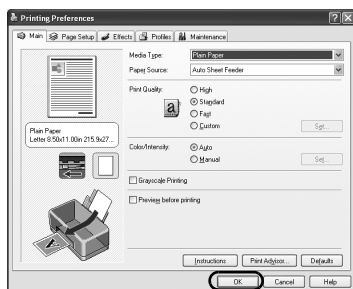 Printing Preferences
Main Page Setup Effects Profiles Maintenance
Media Type: Plain Paper
Paper Source: Auto Sheet Feeder
Print Quality: High
Standard
Fast
Custom Set...
Plain Paper
Letter 8.50x11.00in 215.9x27...
Color/Intensity: Auto
Manual Set...
Grayscale Printing
Preview before printing
Instructions Print Advisor... Defaults
OK Cancel Help